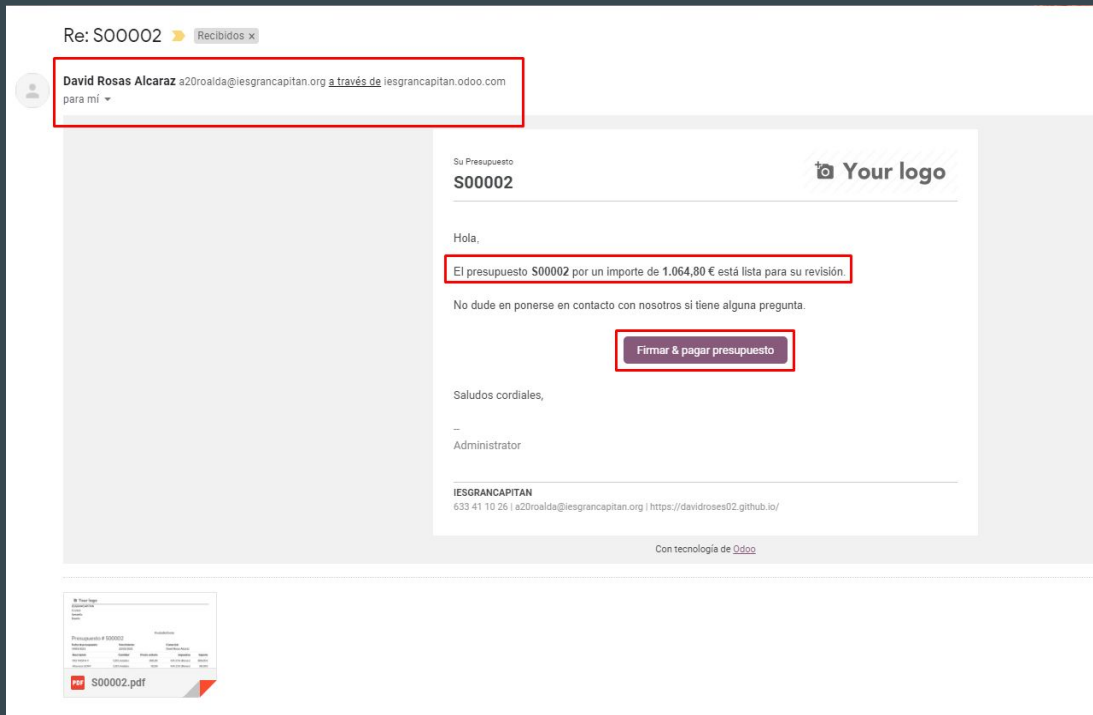 Re: S00002 Recibidos x
David Rosas Alcaraz a20roalda@iesgrancapitan.org a través de iesgrancapitan.odoo.com
para mí
Su Presupuesto
S00002
Your logo
Hola,
El presupuesto S00002 por un importe de 1.064,80 € está lista para su revisión.
No dude en ponerse en contacto con nosotros si tiene alguna pregunta.
Firmar & pagar presupuesto
Saludos cordiales,
--
Administrator
IESGRANCAPITAN
633 41 10 26 | a20roalda@iesgrancapitan.org | https://davidroses02.github.io/
Con tecnología de Odoo
Your logo
Presupuesto # S00002
PDF S00002.pdf